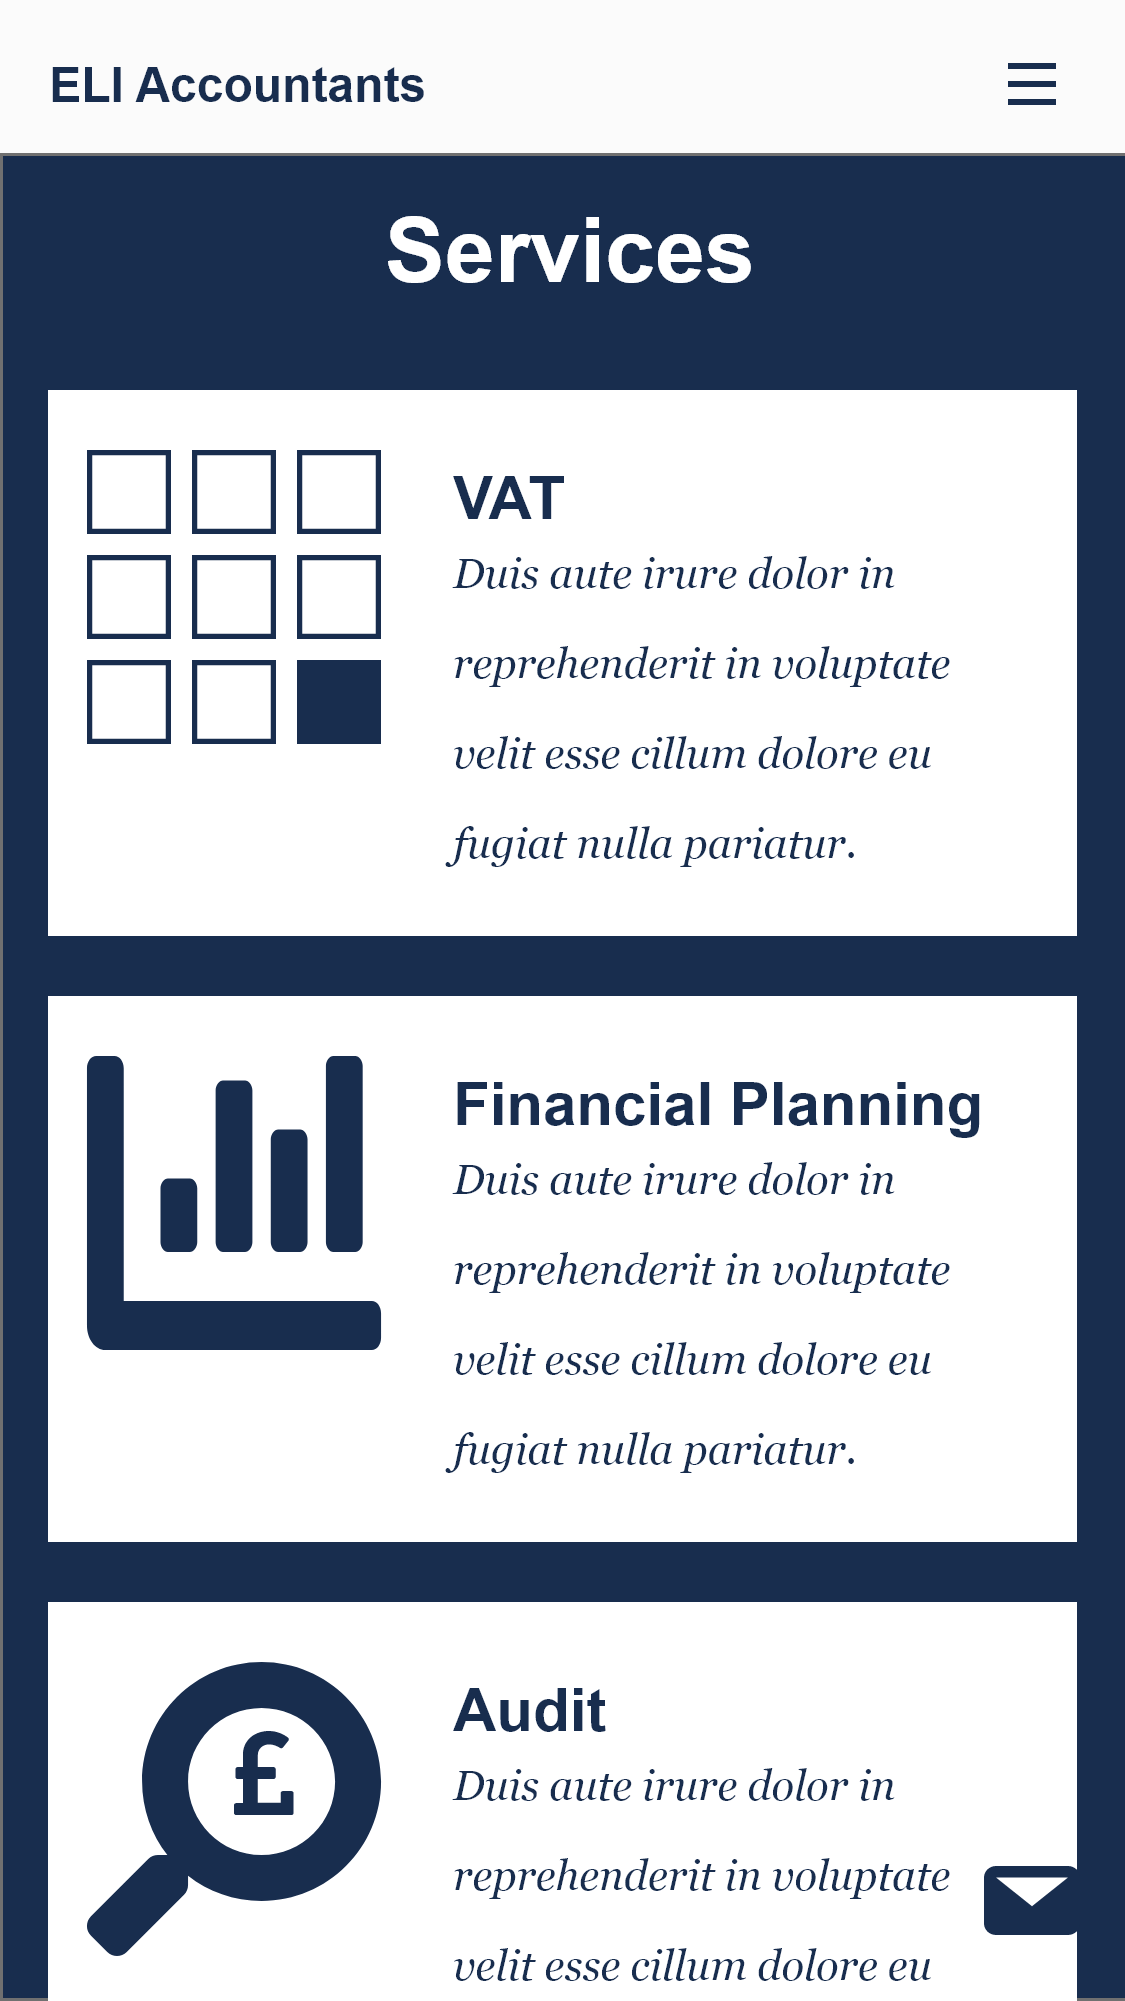 ELI Accountants
Services
VAT
Duis aute irure dolor in
reprehenderit in voluptate
velit esse cillum dolore eu
fugiat nulla pariatur.
Financial Planning
Duis aute irure dolor in
reprehenderit in voluptate
velit esse cillum dolore eu
fugiat nulla pariatur.
£
Audit
Duis aute irure dolor in
reprehenderit in voluptate
velit esse cillum dolore eu